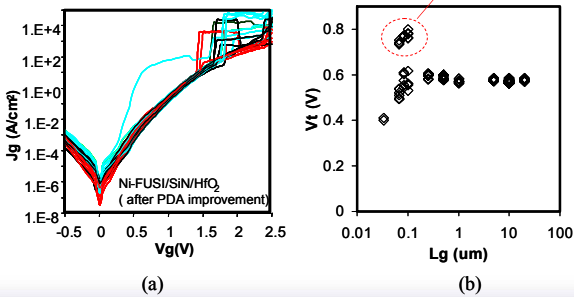 1.E+4
1.E+2
1.E+0
1.E-2
1.E-4
1.E-6
1.E-8
Jg (A/cm²)
Ni-FUSI/SiN/HfO₂
( after PDA improvement)
-0.5 0 0.5 1.0 1.5 2.0 2.5
Vg(V)
(a)
0.8
0.6
0.4
0.2
0
Vt (V)
0.01 0.1 1 10 100
Lg (um)
(b)